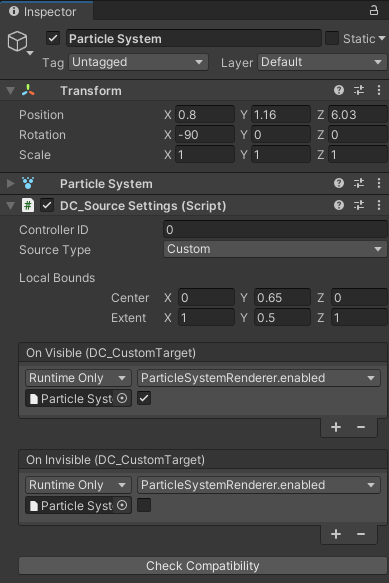 Inspector
Particle System Static
Tag Untagged Layer Default
Transform
Position X 0.8 Y 1.16 Z 6.03
Rotation X -90 Y 0 Z 0
Scale X 1 Y 1 Z 1
Particle System
# DC_Source Settings (Script)
Controller ID 0
Source Type Custom
Local Bounds
Center X 0 Y 0.65 Z 0
Extent X 1 Y 0.5 Z 1
On Visible (DC_CustomTarget)
Runtime Only ParticleSystemRenderer.enabled
Particle Syst
+ −
On Invisible (DC_CustomTarget)
Runtime Only ParticleSystemRenderer.enabled
Particle Syst
+ −
Check Compatibility